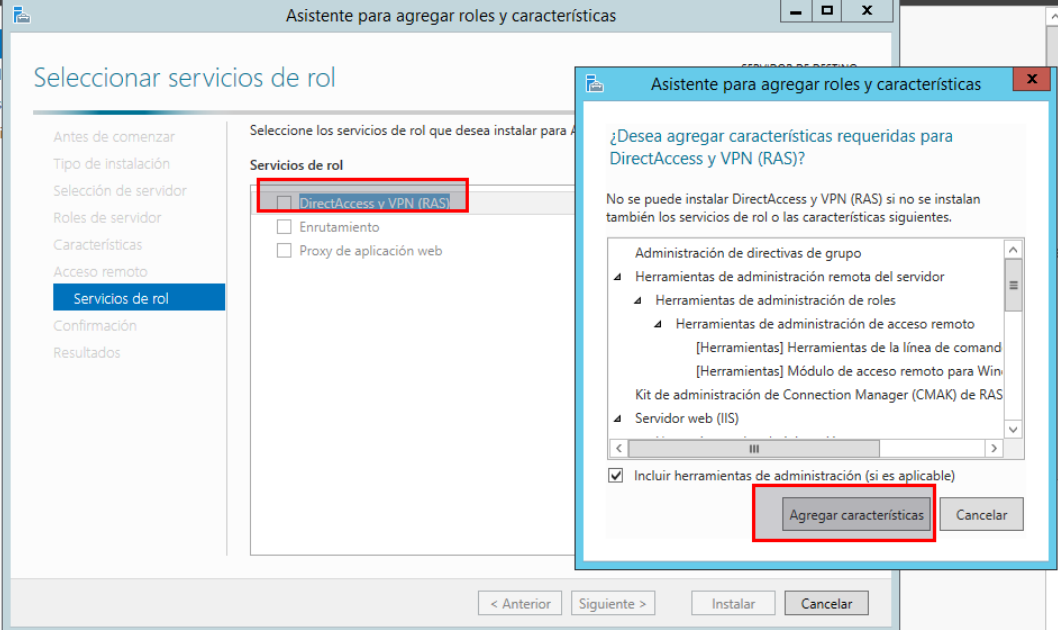 Asistente para agregar roles y características
Seleccionar servicios de rol
Antes de comenzar
Tipo de instalación
Selección de servidor
Roles de servidor
Características
Acceso remoto
Servicios de rol
Confirmación
Resultados
Seleccione los servicios de rol que desea instalar para
Servicios de rol
DirectAccess y VPN (RAS)
Enrutamiento
Proxy de aplicación web
< Anterior
Siguiente >
Instalar
Cancelar
SERVIDOR DE DESTINO
Asistente para agregar roles y características
¿Desea agregar características requeridas para
DirectAccess y VPN (RAS)?
No se puede instalar DirectAccess y VPN (RAS) si no se instalan
también los servicios de rol o las características siguientes.
Administración de directivas de grupo
Herramientas de administración remota del servidor
Herramientas de administración de roles
Herramientas de administración de acceso remoto
[Herramientas] Herramientas de la línea de comand
[Herramientas] Módulo de acceso remoto para Win
Kit de administración de Connection Manager (CMAK) de RAS
Servidor web (IIS)
Incluir herramientas de administración (si es aplicable)
Agregar características
Cancelar